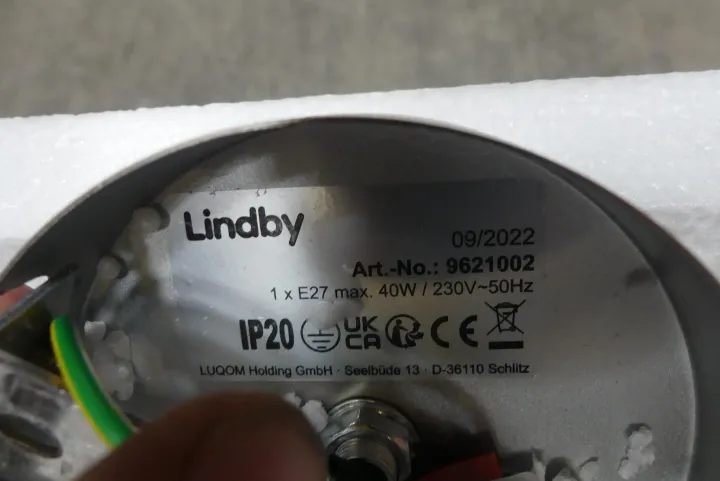 Lindby
09/2022
Art.-No.: 9621002
1 x E27 max. 40W / 230V~50Hz
IP20 UK CA CE
LUQOM Holding GmbH · Seelbüde 13 · D-36110 Schlitz